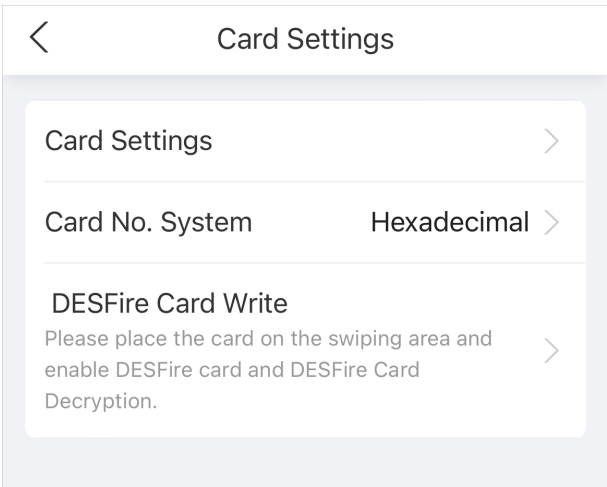 Card Settings
Card Settings
Card No. System Hexadecimal
DESFire Card Write
Please place the card on the swiping area and
enable DESFire card and DESFire Card
Decryption.